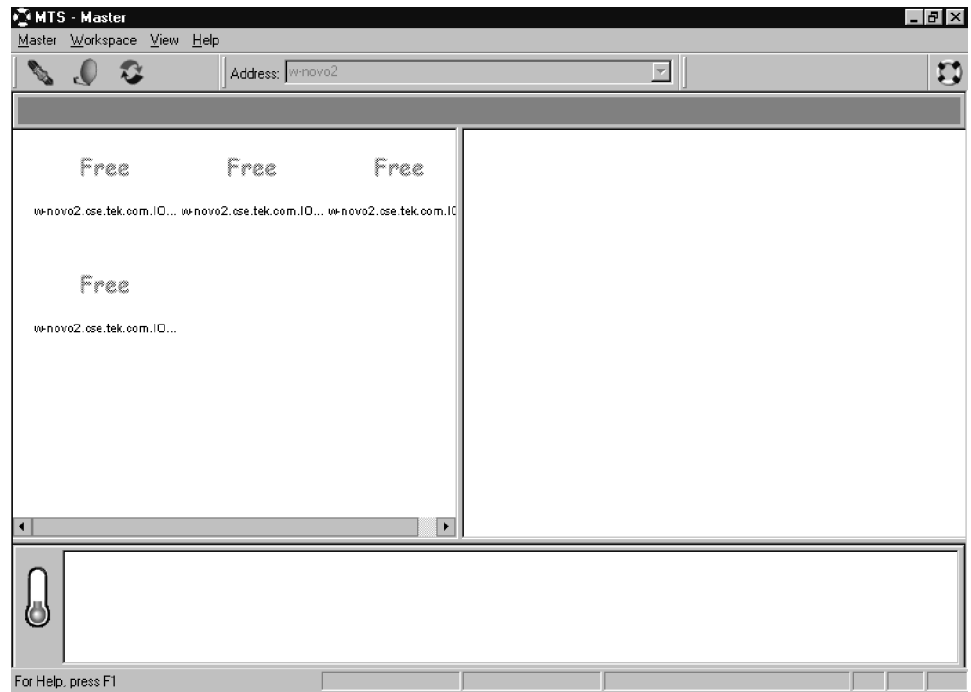 MTS - Master
Master Workspace View Help
Address: w-novo2
Free Free Free
w-novo2.cse.tek.com.IO... w-novo2.cse.tek.com.IO... w-novo2.cse.tek.com.IO
Free
w-novo2.cse.tek.com.IO...
For Help, press F1